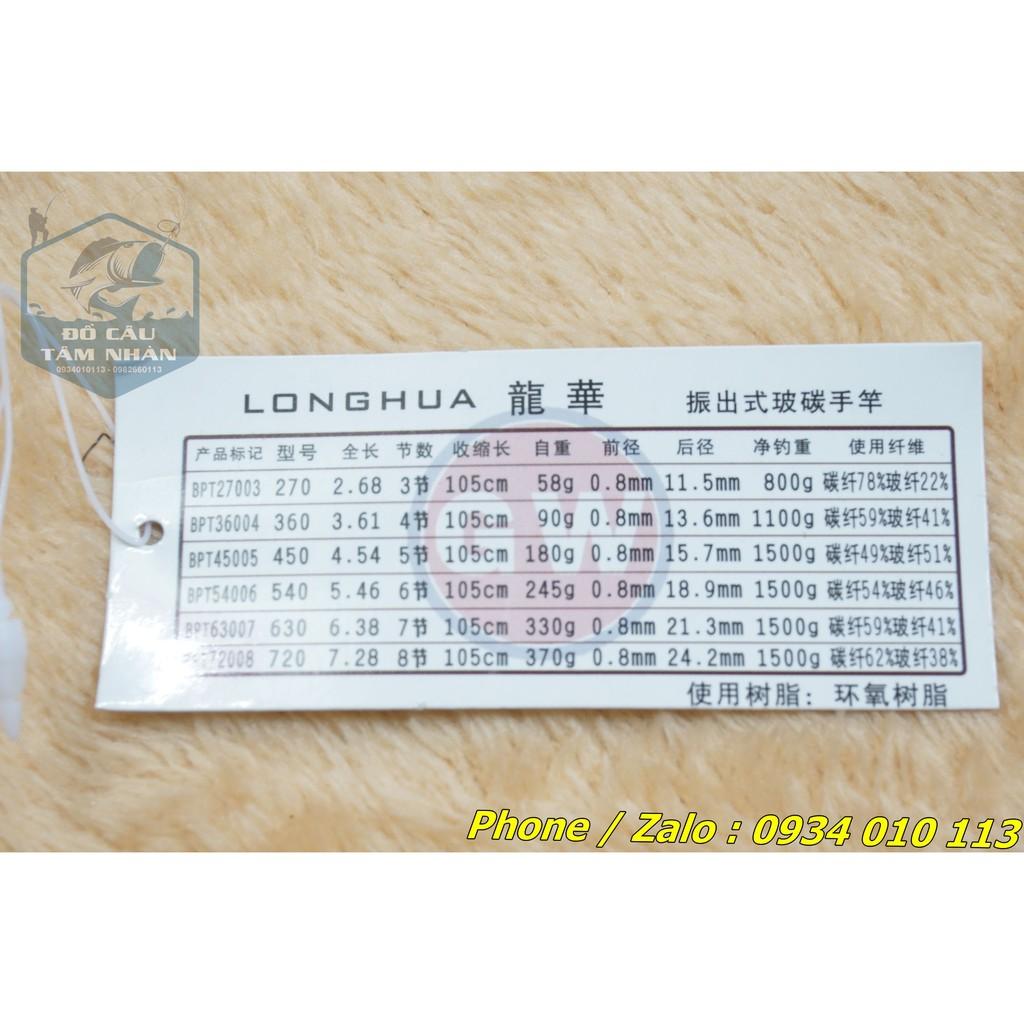 ĐỒ CÂU
TÂM NHÀN
0934010113 - 0982660113
LONGHUA 龍華 振出式玻碳手竿
产品标记 型号 全长 节数 收缩长 自重 前径 后径 净钓重 使用纤维
BPT27003 270 2.68 3节 105cm 58g 0.8mm 11.5mm 800g 碳纤78%玻纤22%
BPT36004 360 3.61 4节 105cm 90g 0.8mm 13.6mm 1100g 碳纤59%玻纤41%
BPT45005 450 4.54 5节 105cm 180g 0.8mm 15.7mm 1500g 碳纤49%玻纤51%
BPT54006 540 5.46 6节 105cm 245g 0.8mm 18.9mm 1500g 碳纤54%玻纤46%
BPT63007 630 6.38 7节 105cm 330g 0.8mm 21.3mm 1500g 碳纤59%玻纤41%
720 7.28 8节 105cm 370g 0.8mm 24.2mm 1500g 碳纤62%玻纤38%
GW
使用树脂: 环氧树脂
Phone / Zalo : 0934 010 113